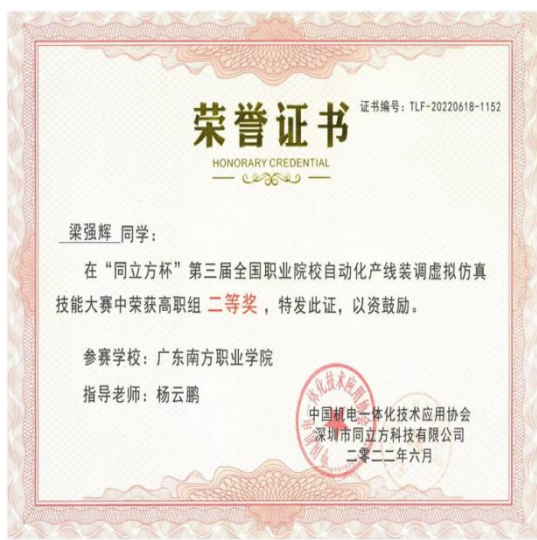 证书编号：TLF-20220618-1152
荣誉证书
HONORARY CREDENTIAL
梁强辉 同学：
在“同立方杯”第三届全国职业院校自动化产线装调虚拟仿真
技能大赛中荣获高职组 二等奖 ，特发此证，以资鼓励。
参赛学校：广东南方职业学院
指导老师：杨云鹏
中国机电一体化技术应用协会
深圳市同立方科技有限公司
二零二二年六月